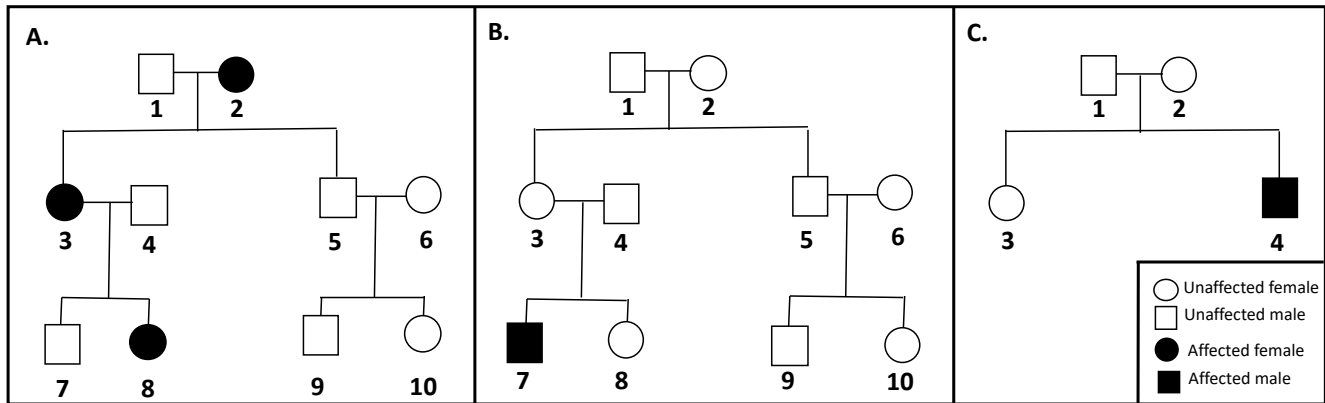 A.
1 2
3 4 5 6
7 8 9 10
B.
1 2
3 4 5 6
7 8 9 10
C.
1 2
3 4
Unaffected female
Unaffected male
Affected female
Affected male